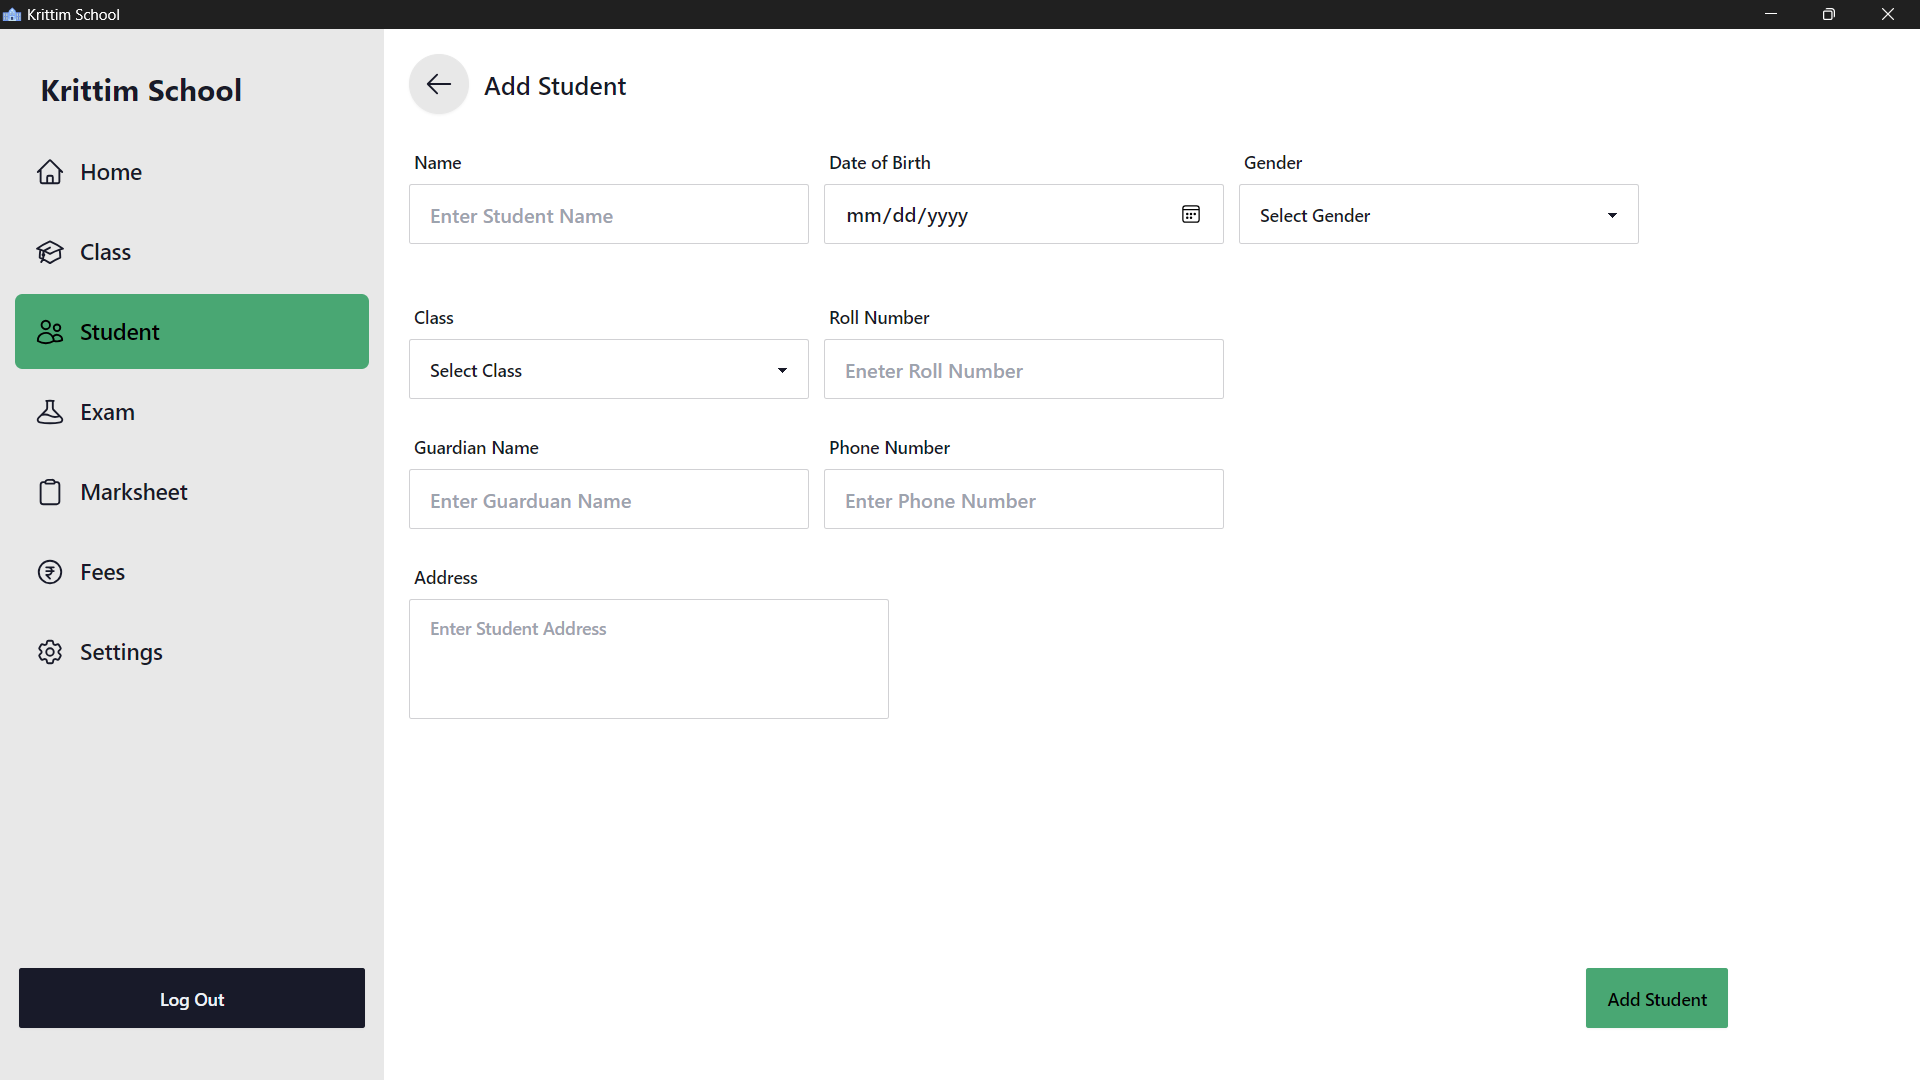 Krittim School
Krittim School
Home
Class
Student
Exam
Marksheet
Fees
Settings
Log Out
Add Student
Name
Date of Birth
Gender
Enter Student Name
mm/dd/yyyy
Select Gender
Class
Roll Number
Select Class
Eneter Roll Number
Guardian Name
Phone Number
Enter Guarduan Name
Enter Phone Number
Address
Enter Student Address
Add Student